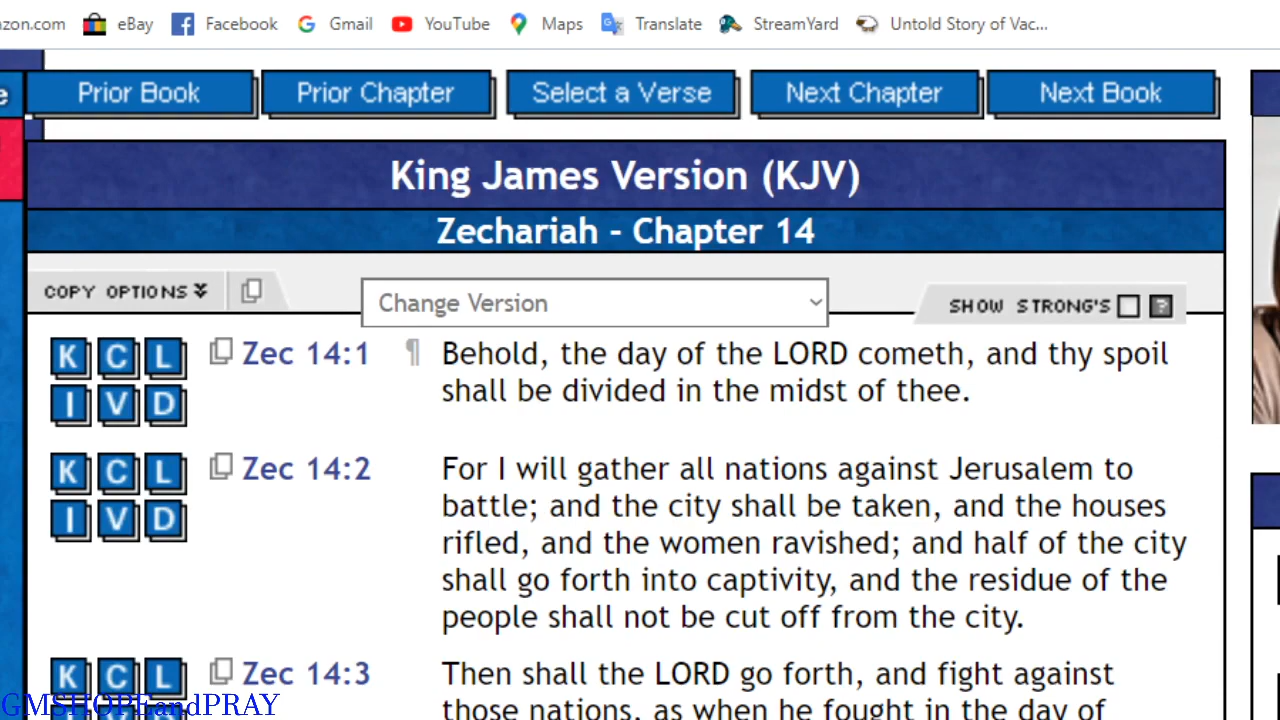 zon.com eBay Facebook Gmail YouTube Maps Translate StreamYard Untold Story of Vac...
e Prior Book Prior Chapter Select a Verse Next Chapter Next Book
King James Version (KJV)
Zechariah - Chapter 14
COPY OPTIONS Change Version SHOW STRONG'S ?
K C L Zec 14:1 ¶ Behold, the day of the LORD cometh, and thy spoil
I V D shall be divided in the midst of thee.
K C L Zec 14:2 For I will gather all nations against Jerusalem to
I V D battle; and the city shall be taken, and the houses
rifled, and the women ravished; and half of the city
shall go forth into captivity, and the residue of the
people shall not be cut off from the city.
K C L Zec 14:3 Then shall the LORD go forth, and fight against
those nations, as when he fought in the day of
GMSHOPEandPRAY